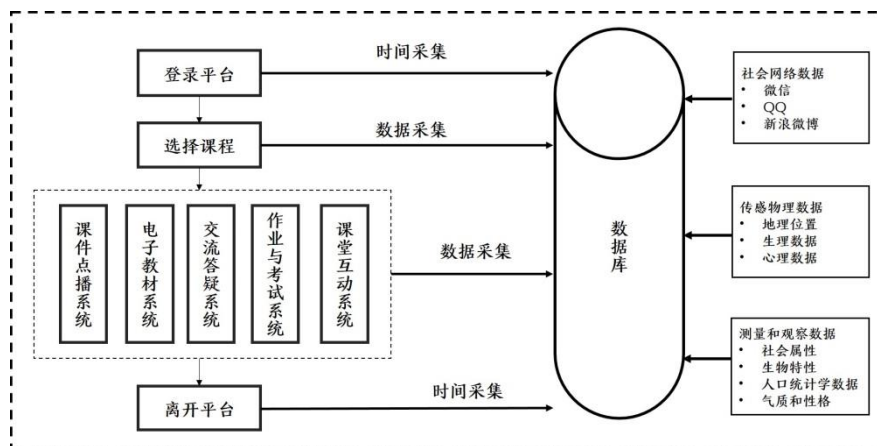 登录平台
时间采集
选择课程
数据采集
课件点播系统
电子教材系统
交流答疑系统
作业与考试系统
课堂互动系统
数据采集
离开平台
时间采集
数据库
社会网络数据
• 微信
• QQ
• 新浪微博
传感物理数据
• 地理位置
• 生理数据
• 心理数据
测量和观察数据
• 社会属性
• 生物特性
• 人口统计学数据
• 气质和性格